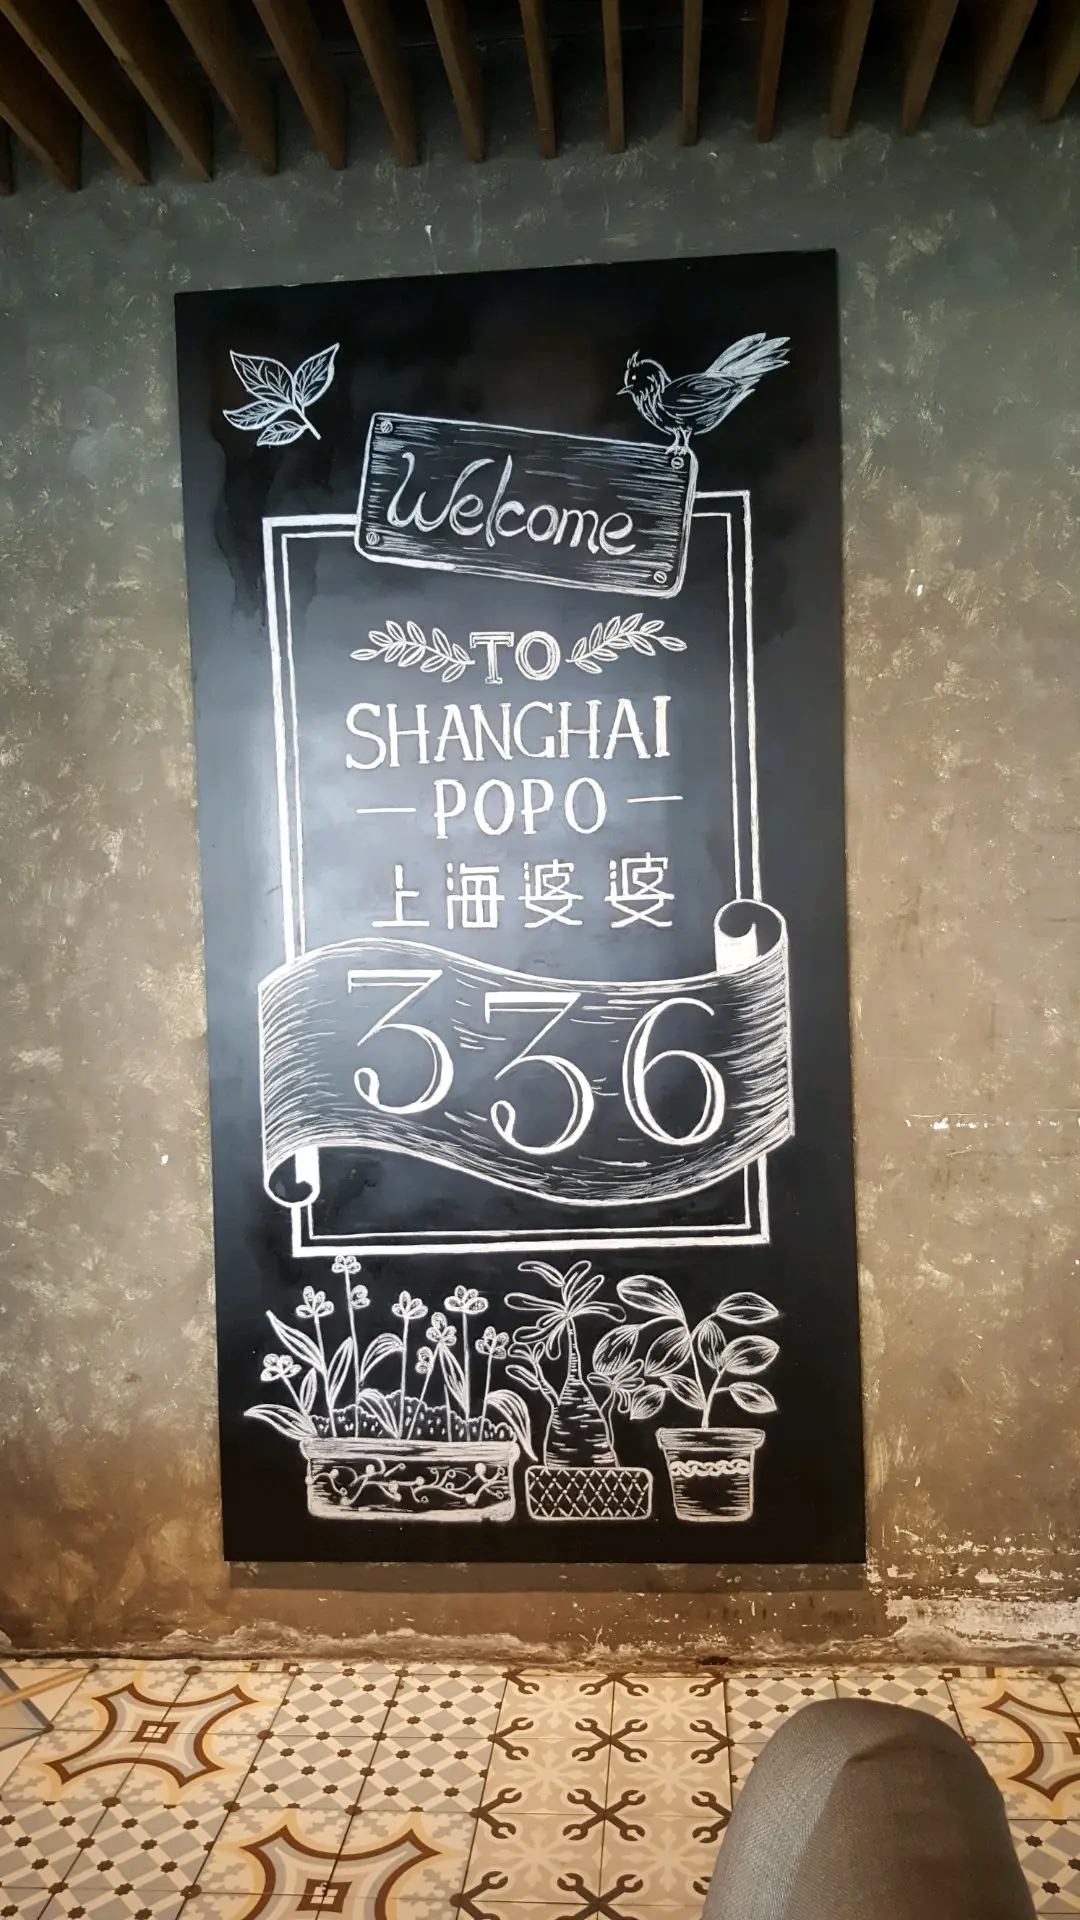 Welcome
TO
SHANGHAI
— POPO —
上海婆婆
336